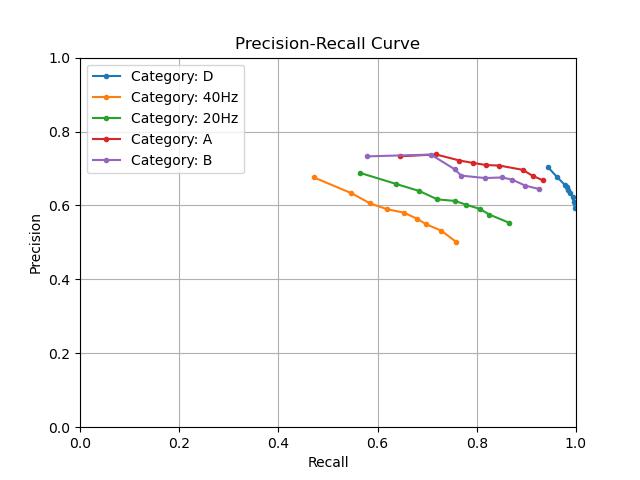 Precision-Recall Curve
Precision
1.0
0.8
0.6
0.4
0.2
0.0
Category: D
Category: 40Hz
Category: 20Hz
Category: A
Category: B
0.0 0.2 0.4 0.6 0.8 1.0
Recall